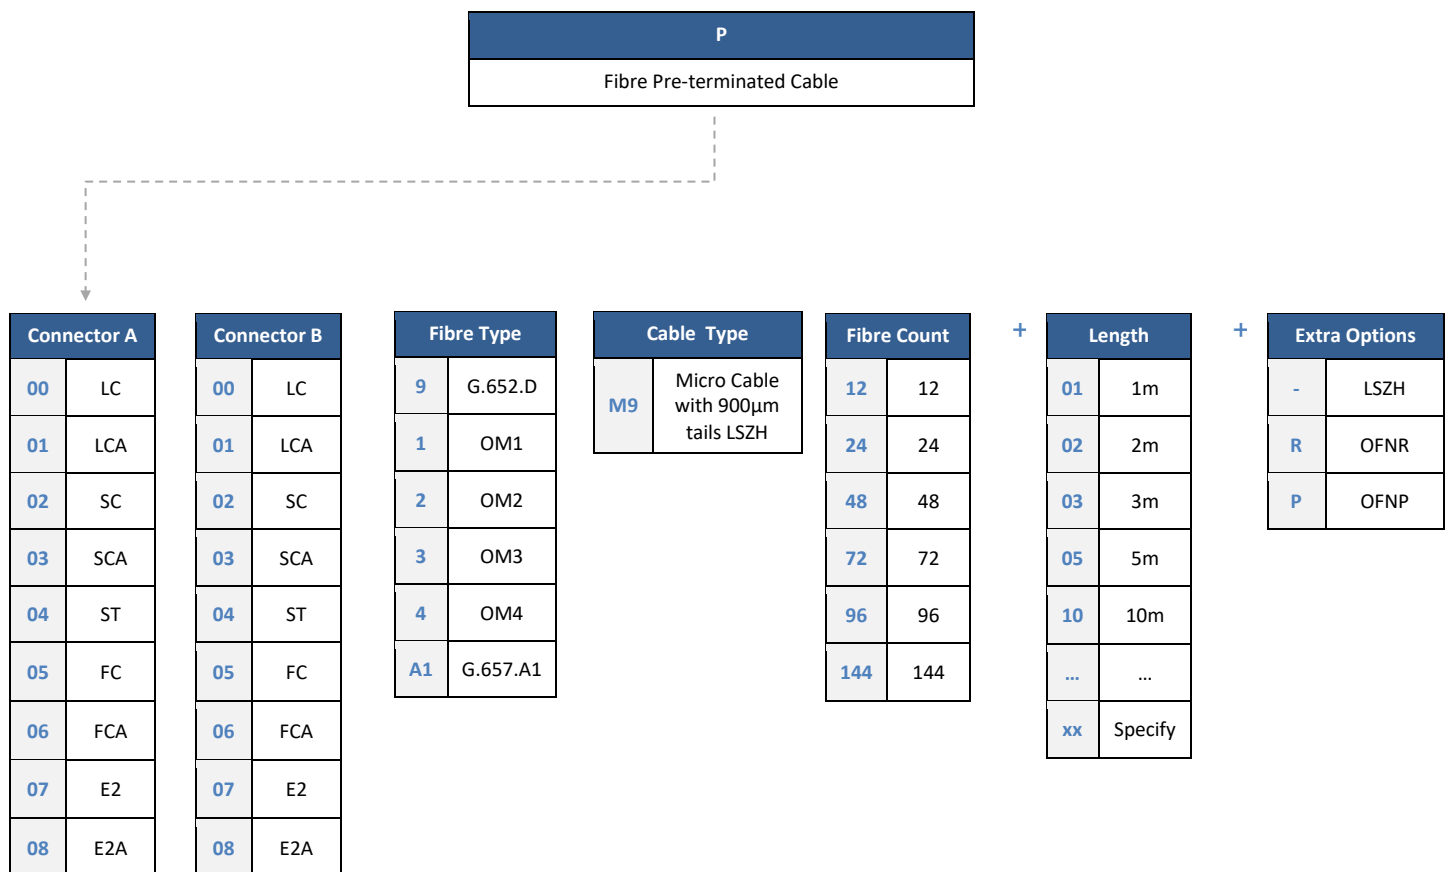 P
Fibre Pre-terminated Cable
Connector A
00 LC
01 LCA
02 SC
03 SCA
04 ST
05 FC
06 FCA
07 E2
08 E2A
Connector B
00 LC
01 LCA
02 SC
03 SCA
04 ST
05 FC
06 FCA
07 E2
08 E2A
Fibre Type
9 G.652.D
1 OM1
2 OM2
3 OM3
4 OM4
A1 G.657.A1
Cable Type
M9
Micro Cable
with 900µm
tails LSZH
Fibre Count
12 12
24 24
48 48
72 72
96 96
144 144
+
Length
01 1m
02 2m
03 3m
05 5m
10 10m
... ...
xx Specify
+
Extra Options
- LSZH
R OFNR
P OFNP